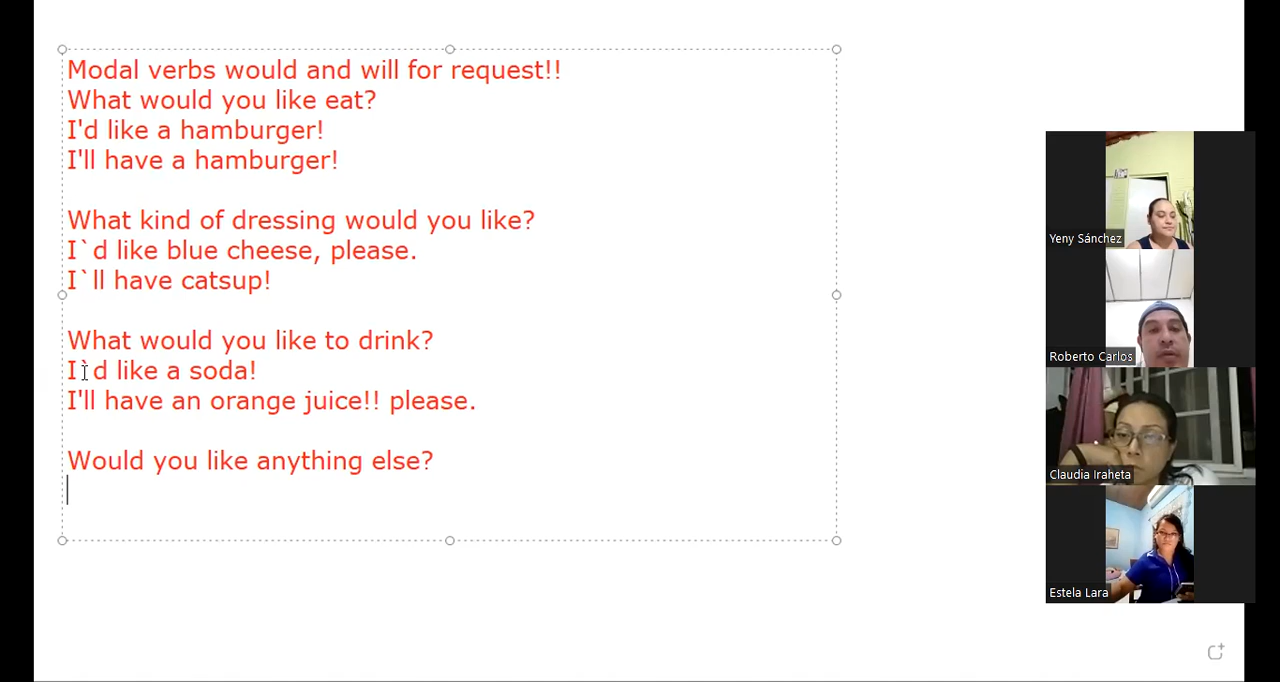 Modal verbs would and will for request!!
What would you like eat?
I'd like a hamburger!
I'll have a hamburger!
What kind of dressing would you like?
I`d like blue cheese, please.
I`ll have catsup!
What would you like to drink?
I`d like a soda!
I'll have an orange juice!! please.
Would you like anything else?
Yeny Sánchez
Roberto Carlos
Claudia Iraheta
Estela Lara